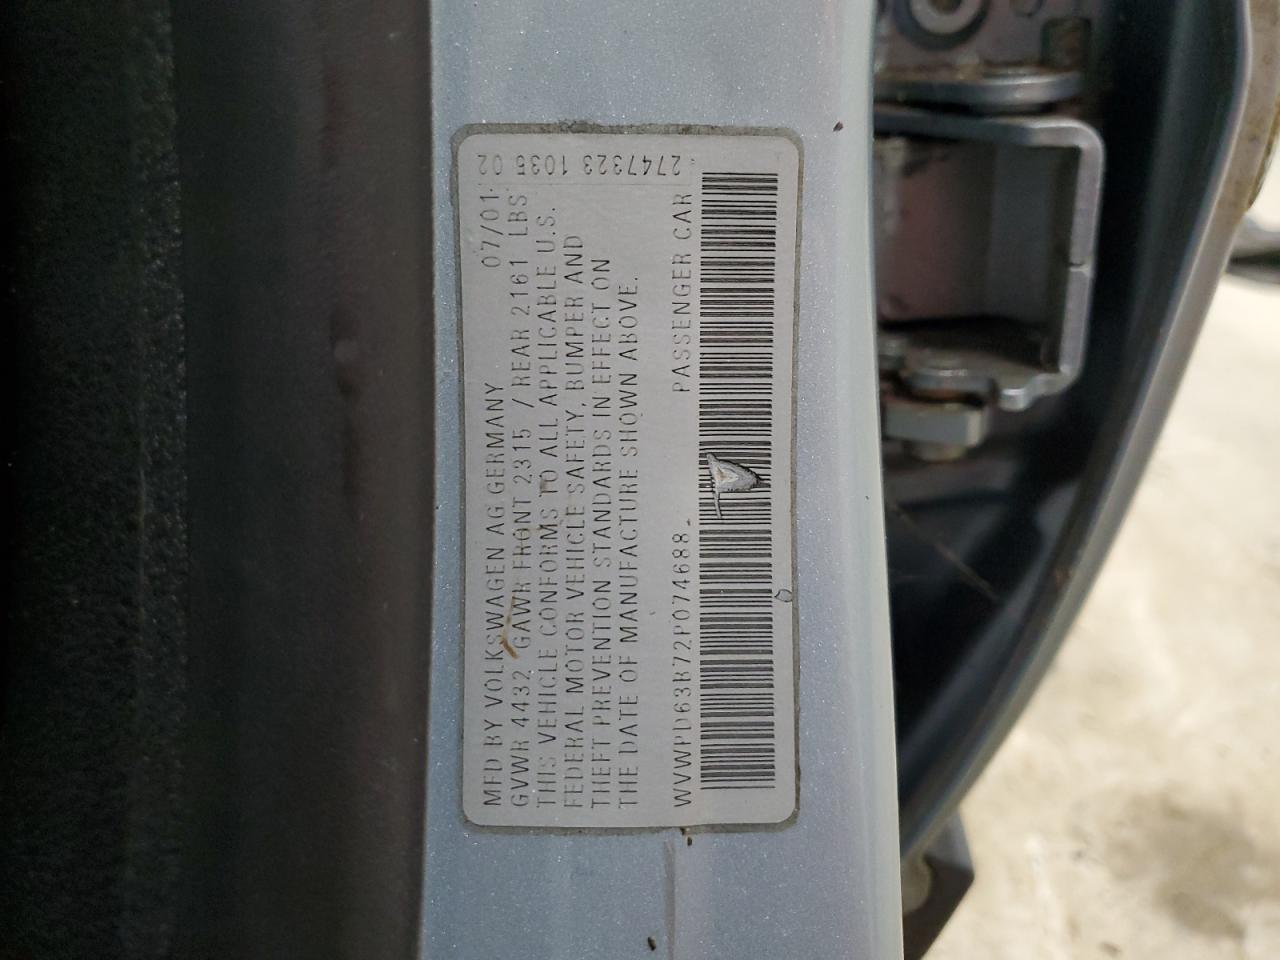 MFD BY VOLKSWAGEN AG GERMANY 07/01
GVWR 4432 GAWR FRONT 2315 / REAR 2161 LBS
THIS VEHICLE CONFORMS TO ALL APPLICABLE U.S.
FEDERAL MOTOR VEHICLE SAFETY, BUMPER AND
THEFT PREVENTION STANDARDS IN EFFECT ON
THE DATE OF MANUFACTURE SHOWN ABOVE.
WVWPD63B72P074688 PASSENGER CAR
2747323 1035 02